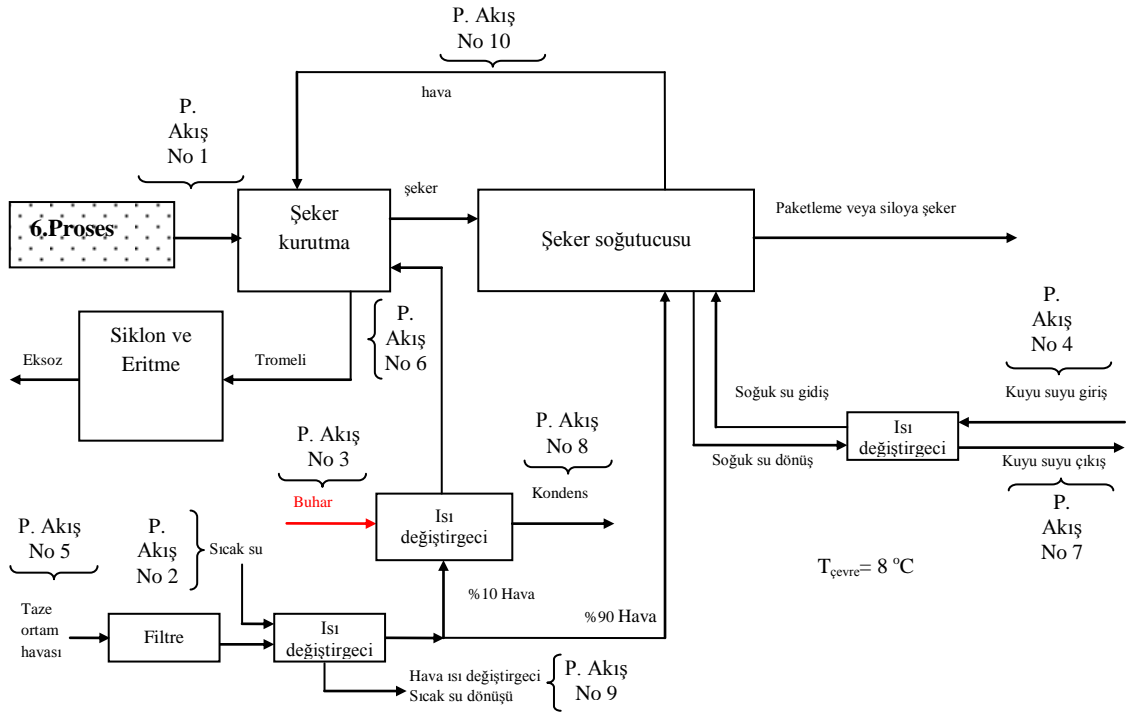 P. Akış
No 10
hava
P.
Akış
No 1
6.Proses
Şeker
kurutma
şeker
Şeker soğutucusu
Paketleme veya siloya şeker
Siklon ve
Eritme
Eksoz
Tromeli
P.
Akış
No 6
P.
Akış
No 4
Soğuk su gidiş
Kuyu suyu giriş
Isı
değiştirgeci
Soğuk su dönüş
Kuyu suyu çıkış
P.
Akış
No 7
P. Akış
No 3
P. Akış
No 8
Buhar
Kondens
Isı
değiştirgeci
P. Akış
No 5
P.
Akış
No 2
Sıcak su
Tçevre= 8 °C
%10 Hava
%90 Hava
Taze
ortam
havası
Filtre
Isı
değiştirgeci
Hava ısı değiştirgeci
Sıcak su dönüşü
P. Akış
No 9